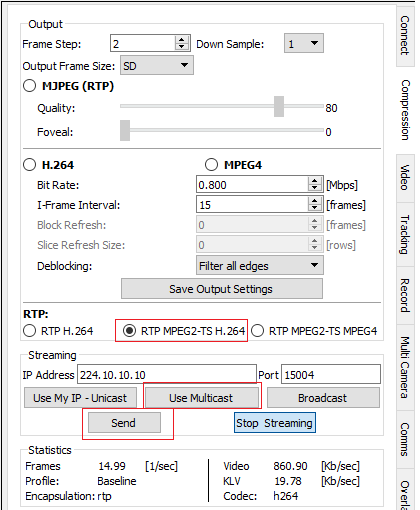 Output
Frame Step: 2 Down Sample: 1
Output Frame Size: SD
MJPEG (RTP)
Quality: 80
Foveal: 0
H.264 MPEG4
Bit Rate: 0.800 [Mbps]
I-Frame Interval: 15 [frames]
Block Refresh: 0 [frames]
Slice Refresh Size: 0 [rows]
Deblocking: Filter all edges
Save Output Settings
RTP:
RTP H.264 RTP MPEG2-TS H.264 RTP MPEG2-TS MPEG4
Streaming
IP Address 224.10.10.10 Port 15004
Use My IP - Unicast Use Multicast Broadcast
Send Stop Streaming
Statistics
Frames 14.99 [1/sec] Video 860.90 [Kb/sec]
Profile: Baseline KLV 19.78 [Kb/sec]
Encapsulation: rtp Codec: h264
Connect
Compression
Video
Tracking
Record
Multi Camera
Comms